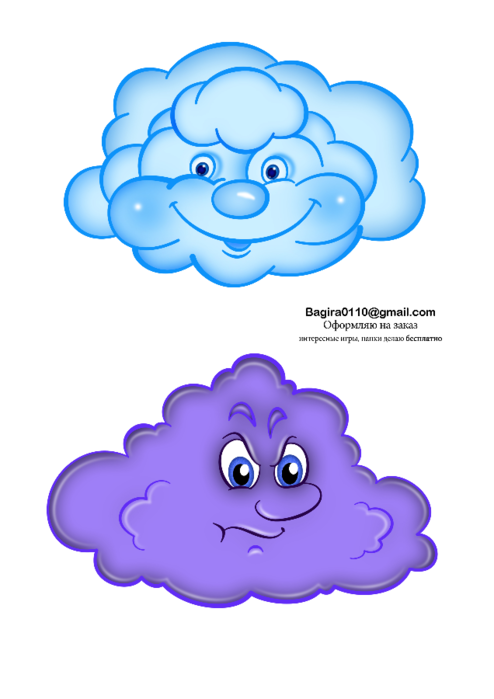 Bagira0110@gmail.com
Оформляю на заказ
интересные игры, папки делаю бесплатно